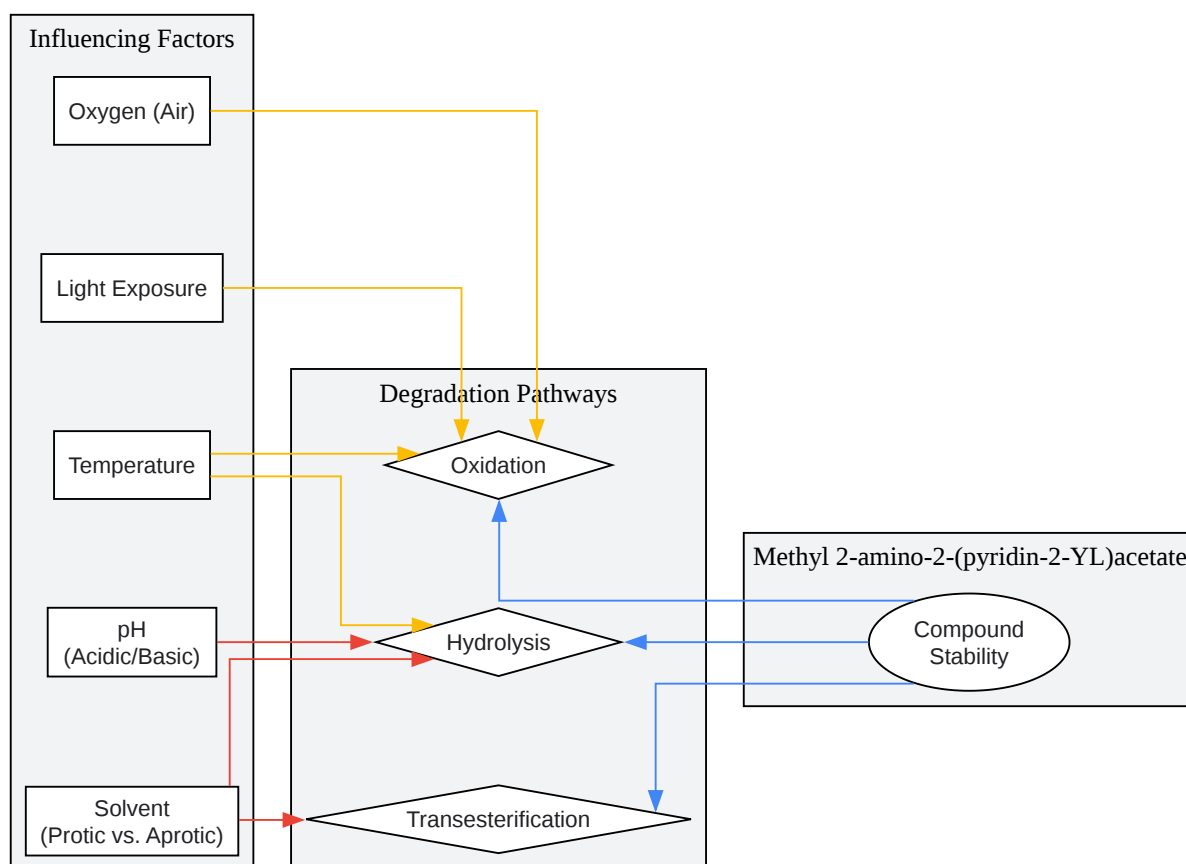 Influencing Factors
Oxygen (Air)
Light Exposure
Degradation Pathways
Temperature
Oxidation
Methyl 2-amino-2-(pyridin-2-YL)acetate
pH
(Acidic/Basic)
Hydrolysis
Compound
Stability
Solvent
(Protic vs. Aprotic)
Transesterification